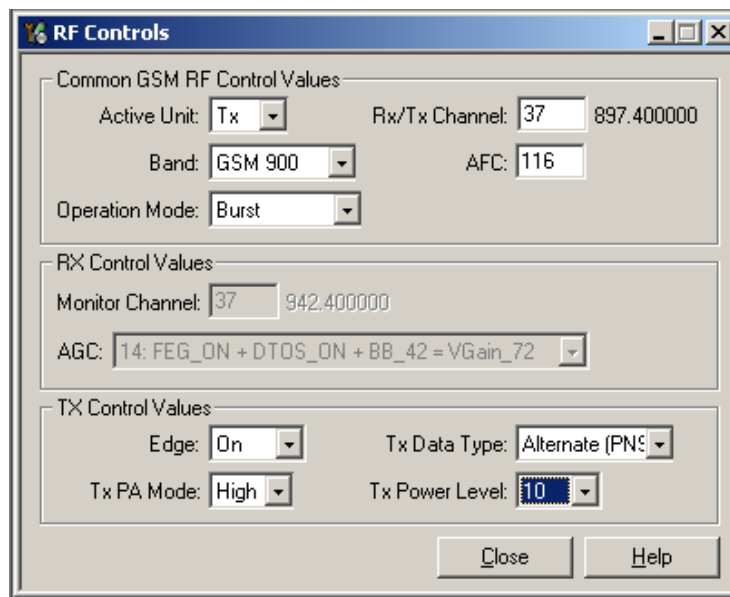 RF Controls
Common GSM RF Control Values
Active Unit: Tx Rx/Tx Channel: 37 897.400000
Band: GSM 900 AFC: 116
Operation Mode: Burst
RX Control Values
Monitor Channel: 37 942.400000
AGC: 14: FEG_ON + DTOS_ON + BB_42 = VGain_72
TX Control Values
Edge: On Tx Data Type: Alternate (PNS
Tx PA Mode: High Tx Power Level: 10
Close Help